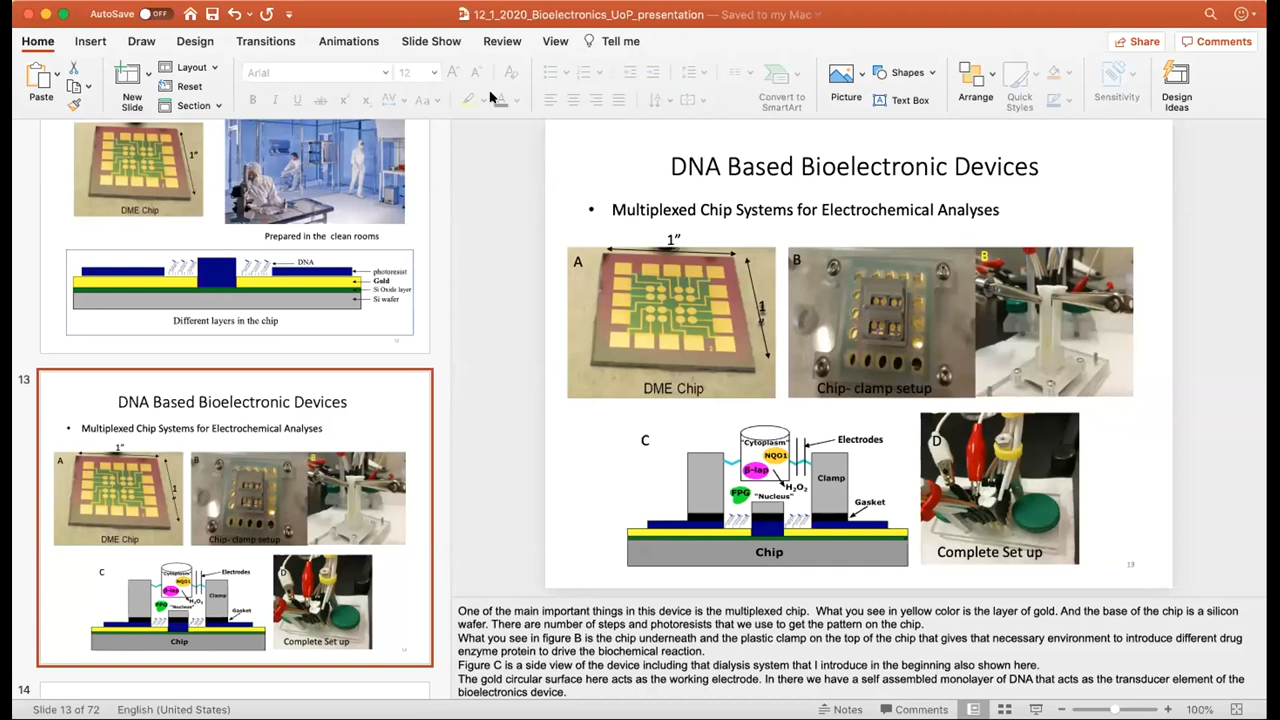 AutoSave OFF
12_1_2020_Bioelectronics_UoP_presentation – Saved to my Mac
Home Insert Draw Design Transitions Animations Slide Show Review View Tell me Share Comments
Paste New Slide Layout Reset Section Arial 12 Convert to SmartArt Picture Shapes Text Box Arrange Quick Styles Sensitivity Design Ideas
1"
DME Chip
Prepared in the clean rooms
DNA
photoresist
Gold
Si Oxide layer
Si wafer
Different layers in the chip
12
13
DNA Based Bioelectronic Devices
• Multiplexed Chip Systems for Electrochemical Analyses
1"
A
1
B
B
DME Chip
Chip- clamp setup
C
"Cytoplasm"
NQO1
β-lap
H2O2
FPG
"Nucleus"
Electrodes
Clamp
Gasket
Chip
D
Complete Set up
14
DNA Based Bioelectronic Devices
• Multiplexed Chip Systems for Electrochemical Analyses
1"
A
1"
B
B
DME Chip
Chip- clamp setup
C
"Cytoplasm"
NQO1
β-lap
H2O2
FPG
"Nucleus"
Electrodes
Clamp
Gasket
Chip
D
Complete Set up
13
One of the main important things in this device is the multiplexed chip. What you see in yellow color is the layer of gold. And the base of the chip is a silicon
wafer. There are number of steps and photoresists that we use to get the pattern on the chip.
What you see in figure B is the chip underneath and the plastic clamp on the top of the chip that gives that necessary environment to introduce different drug
enzyme protein to drive the biochemical reaction.
Figure C is a side view of the device including that dialysis system that I introduce in the beginning also shown here.
The gold circular surface here acts as the working electrode. In there we have a self assembled monolayer of DNA that acts as the transducer element of the
bioelectronics device.
Slide 13 of 72 English (United States) Notes Comments 100%